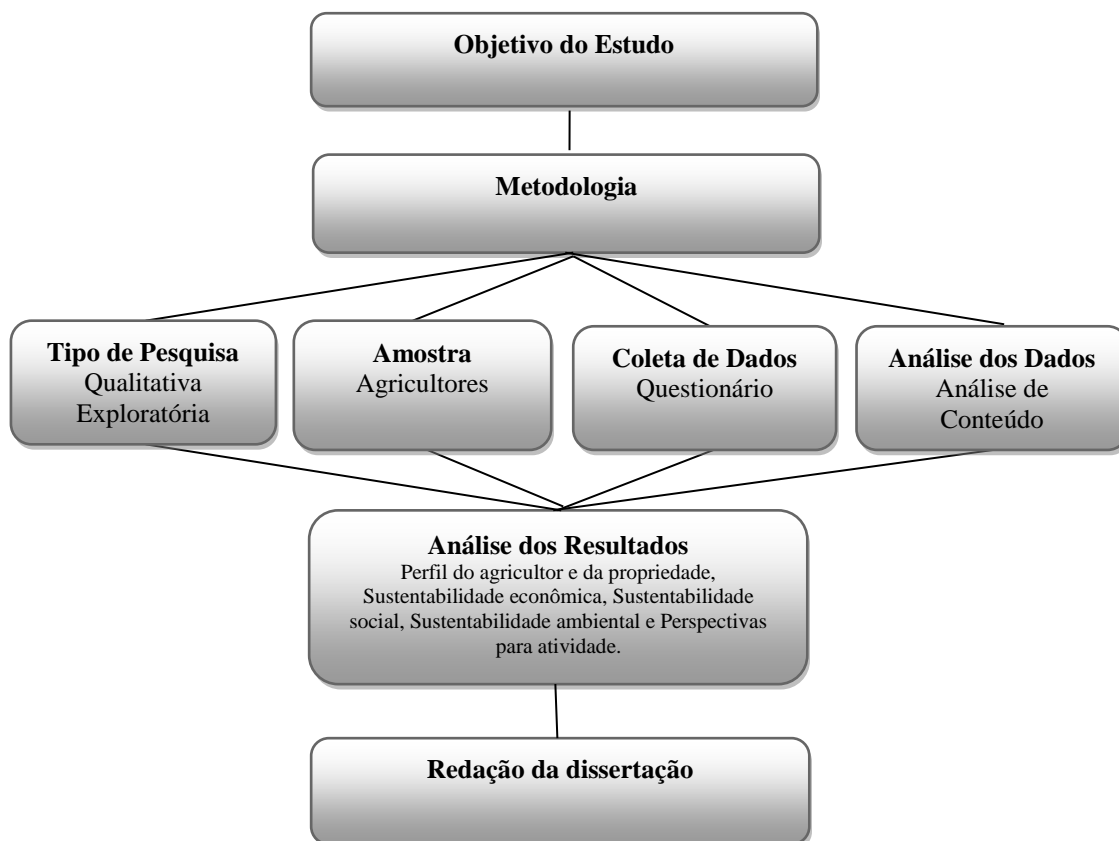 Objetivo do Estudo
Metodologia
Tipo de Pesquisa
Qualitativa
Exploratória
Amostra
Agricultores
Coleta de Dados
Questionário
Análise dos Dados
Análise de
Conteúdo
Análise dos Resultados
Perfil do agricultor e da propriedade,
Sustentabilidade econômica, Sustentabilidade
social, Sustentabilidade ambiental e Perspectivas
para atividade.
Redação da dissertação